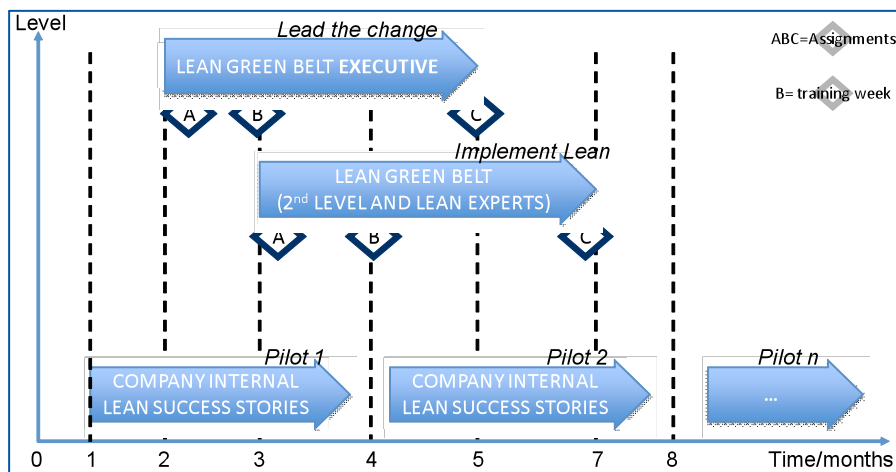 Level
Lead the change
ABC=Assignments
LEAN GREEN BELT EXECUTIVE
B= training week
A
B
C
Implement Lean
LEAN GREEN BELT
(2nd LEVEL AND LEAN EXPERTS)
A
B
C
Pilot 1
Pilot 2
Pilot n
COMPANY INTERNAL
LEAN SUCCESS STORIES
COMPANY INTERNAL
LEAN SUCCESS STORIES
...
0 1 2 3 4 5 7 8 Time/months